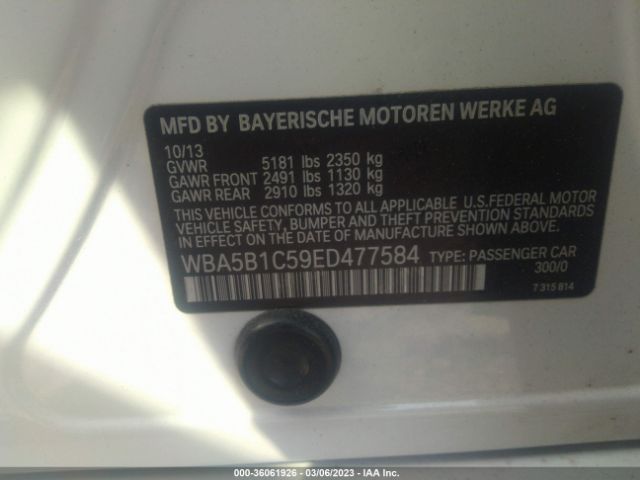 MFD BY BAYERISCHE MOTOREN WERKE AG
10/13
GVWR 5181 lbs 2350 kg
GAWR FRONT 2491 lbs 1130 kg
GAWR REAR 2910 lbs 1320 kg
THIS VEHICLE CONFORMS TO ALL APPLICABLE U.S.FEDERAL MOTOR
VEHICLE SAFETY, BUMPER, AND THEFT PREVENTION STANDARDS
IN EFFECT ON THE DATE OF MANUFACTURE SHOWN ABOVE.
WBA5B1C59ED477584 TYPE: PASSENGER CAR
300/0
7 315 814
000-36061926 - 03/06/2023 - IAA Inc.